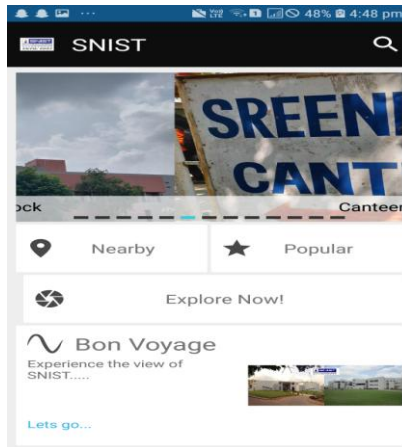 48% 4:48 pm
SNIST
SREENI
CANT
ock
Canteen
Nearby
Popular
Explore Now!
Bon Voyage
Experience the view of
SNIST.....
Lets go...